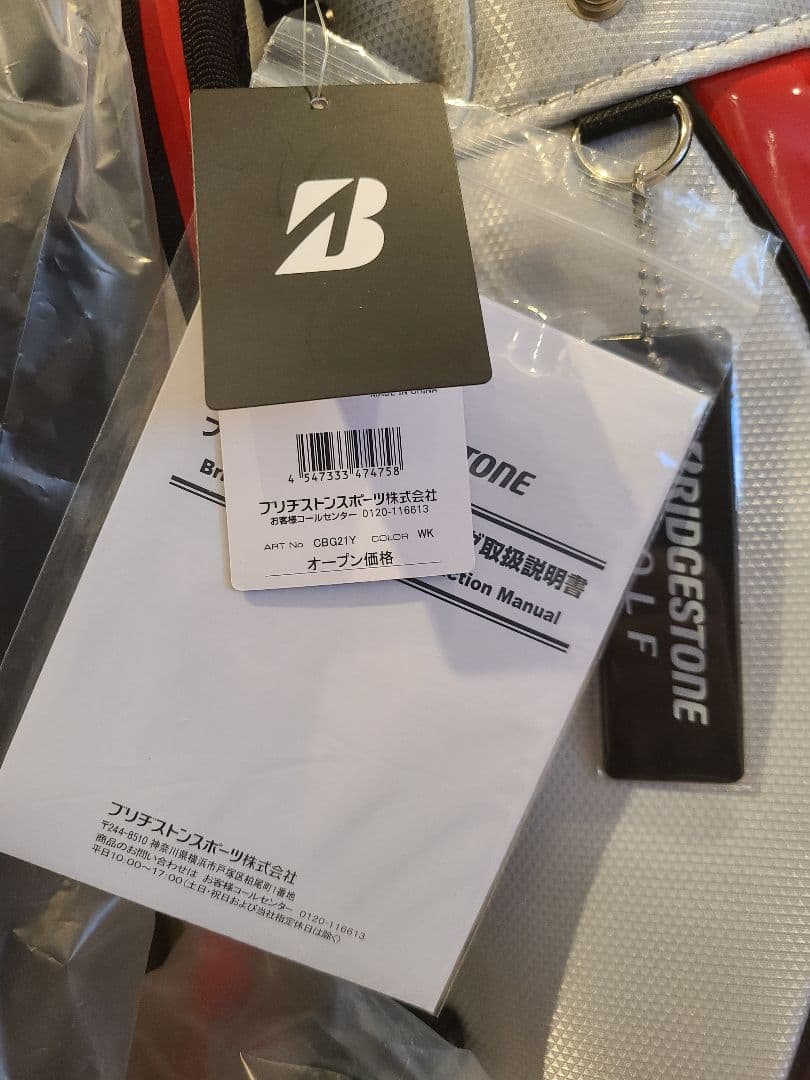 B
MADE IN CHINA
4 547333 474758
ブリヂストンスポーツ株式会社
お客様コールセンター 0120-116613
ART No CBG21Y COLOR WK
オープン価格
TONE
取扱説明書
ction Manual
ブリヂストンスポーツ株式会社
〒244-8510 神奈川県横浜市戸塚区柏尾町1番地
商品のお問い合わせは お客様コールセンター 0120-116613
平日10:00〜17:00(土日・祝日および当社指定休日は除く)
BRIDGESTONE
OLF